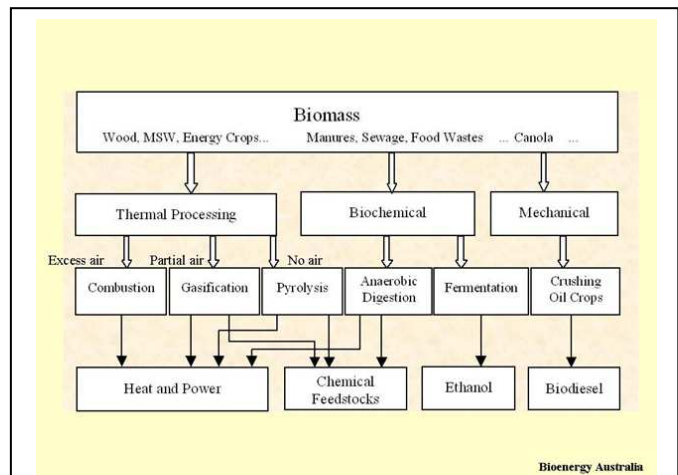 Biomass
Wood, MSW, Energy Crops... Manures, Sewage, Food Wastes ... Canola ...
Thermal Processing Biochemical Mechanical
Excess air Partial air No air
Combustion Gasification Pyrolysis Anaerobic Digestion Fermentation Crushing Oil Crops
Heat and Power Chemical Feedstocks Ethanol Biodiesel
Bioenergy Australia